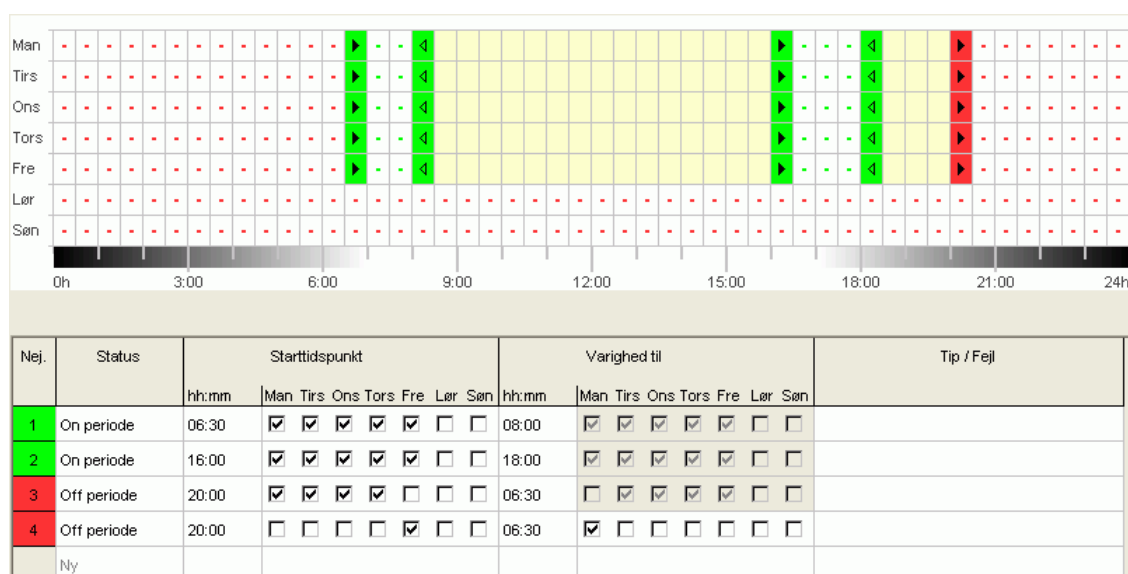 Man
Tirs
Ons
Tors
Fre
Lør
Søn
0h 3:00 6:00 9:00 12:00 15:00 18:00 21:00 24h
Nej. Status Starttidspunkt Varighed til Tip / Fejl
hh:mm Man Tirs Ons Tors Fre Lør Søn hh:mm Man Tirs Ons Tors Fre Lør Søn
1 On periode 06:30 08:00
2 On periode 16:00 18:00
3 Off periode 20:00 06:30
4 Off periode 20:00 06:30
Ny